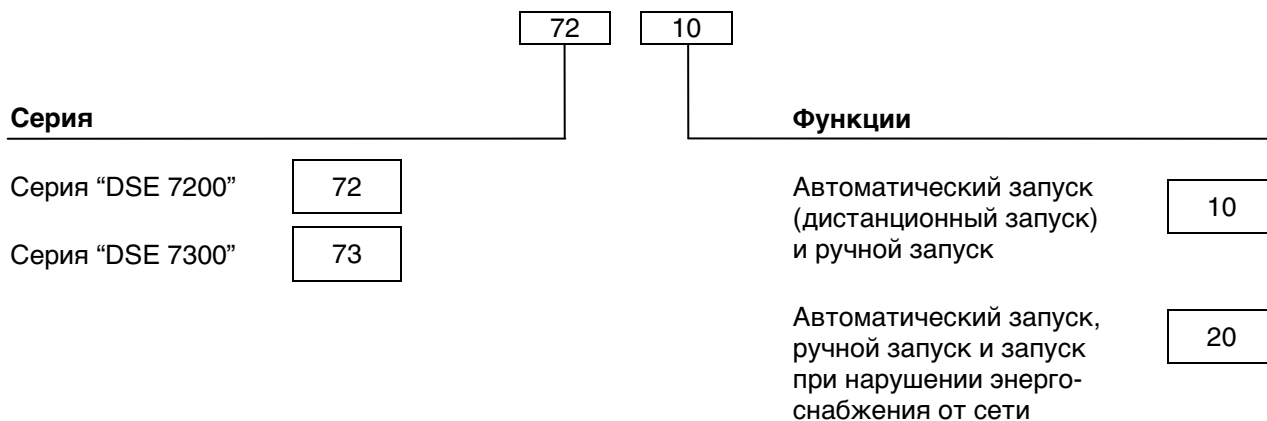 72 10
Серия
Функции
Серия “DSE 7200” 72
Серия “DSE 7300” 73
Автоматический запуск
(дистанционный запуск)
и ручной запуск
10
Автоматический запуск,
ручной запуск и запуск
при нарушении энерго-
снабжения от сети
20